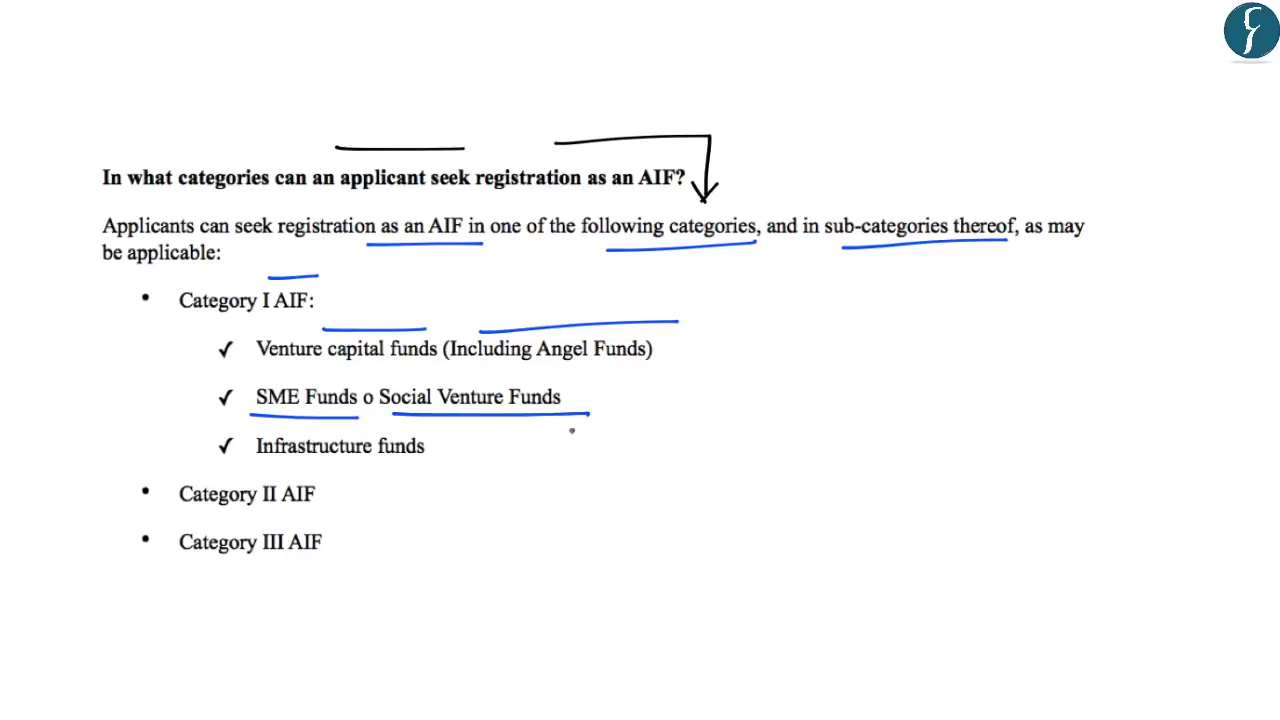 In what categories can an applicant seek registration as an AIF?
Applicants can seek registration as an AIF in one of the following categories, and in sub-categories thereof, as may
be applicable:
• Category I AIF:
✓ Venture capital funds (Including Angel Funds)
✓ SME Funds o Social Venture Funds
✓ Infrastructure funds
• Category II AIF
• Category III AIF